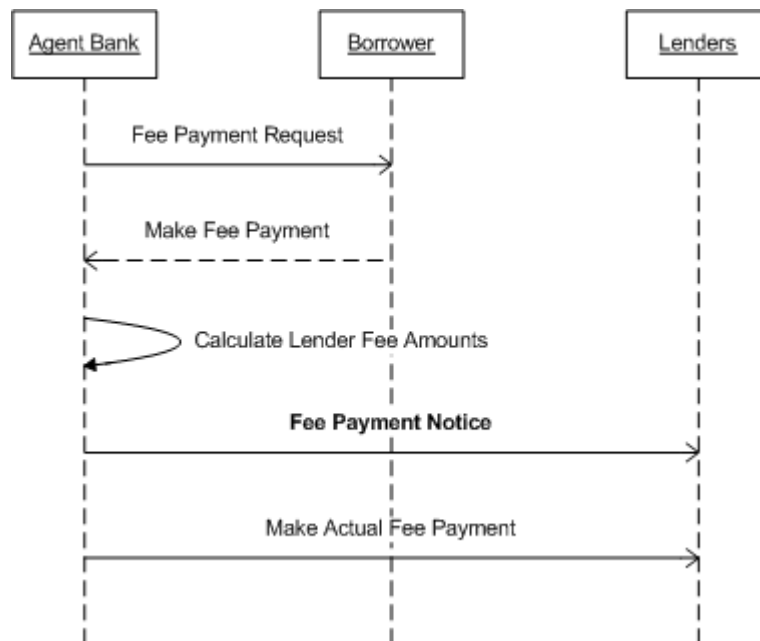 Agent Bank
Borrower
Lenders
Fee Payment Request
Make Fee Payment
Calculate Lender Fee Amounts
Fee Payment Notice
Make Actual Fee Payment